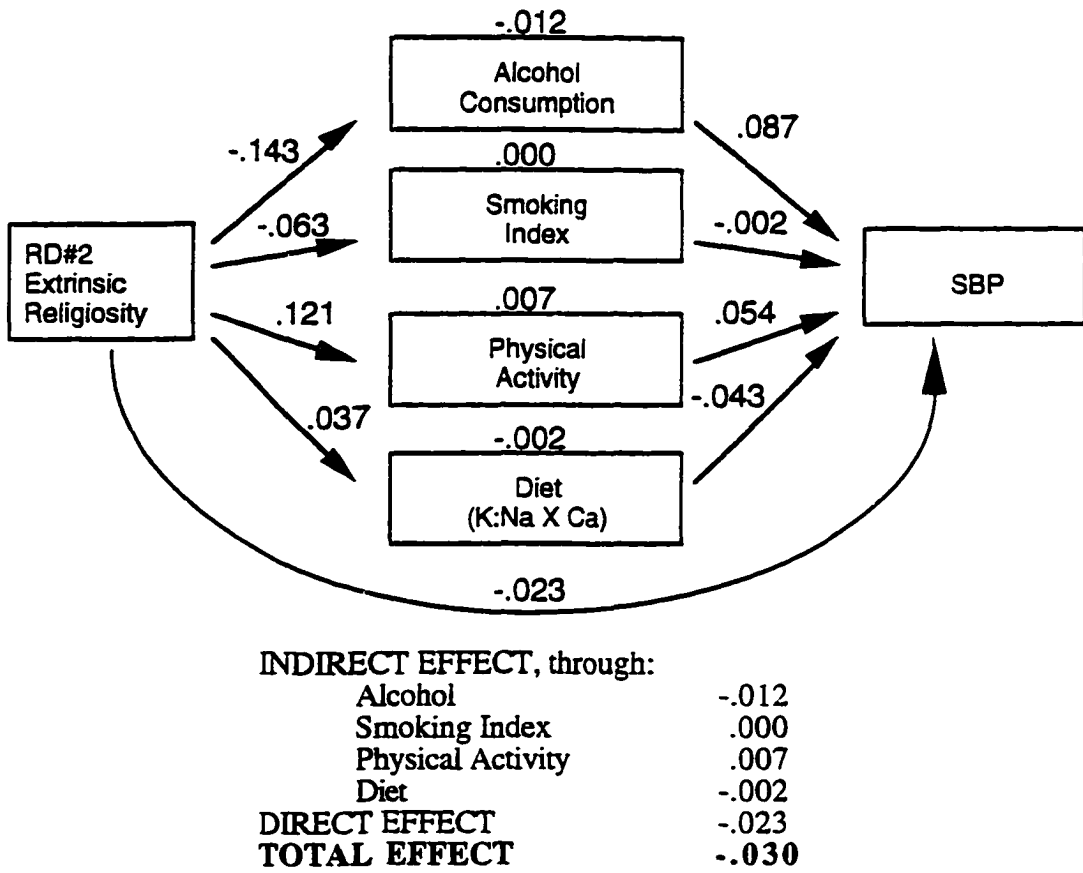 -.012
Alcohol
Consumption
-.143
.087
.000
Smoking
Index
-.063
-.002
RD#2
Extrinsic
Religiosity
SBP
.007
.121
.054
Physical
Activity
.037
-.043
-.002
Diet
(K:Na X Ca)
-.023
INDIRECT EFFECT, through:
Alcohol -.012
Smoking Index .000
Physical Activity .007
Diet -.002
DIRECT EFFECT -.023
TOTAL EFFECT -.030